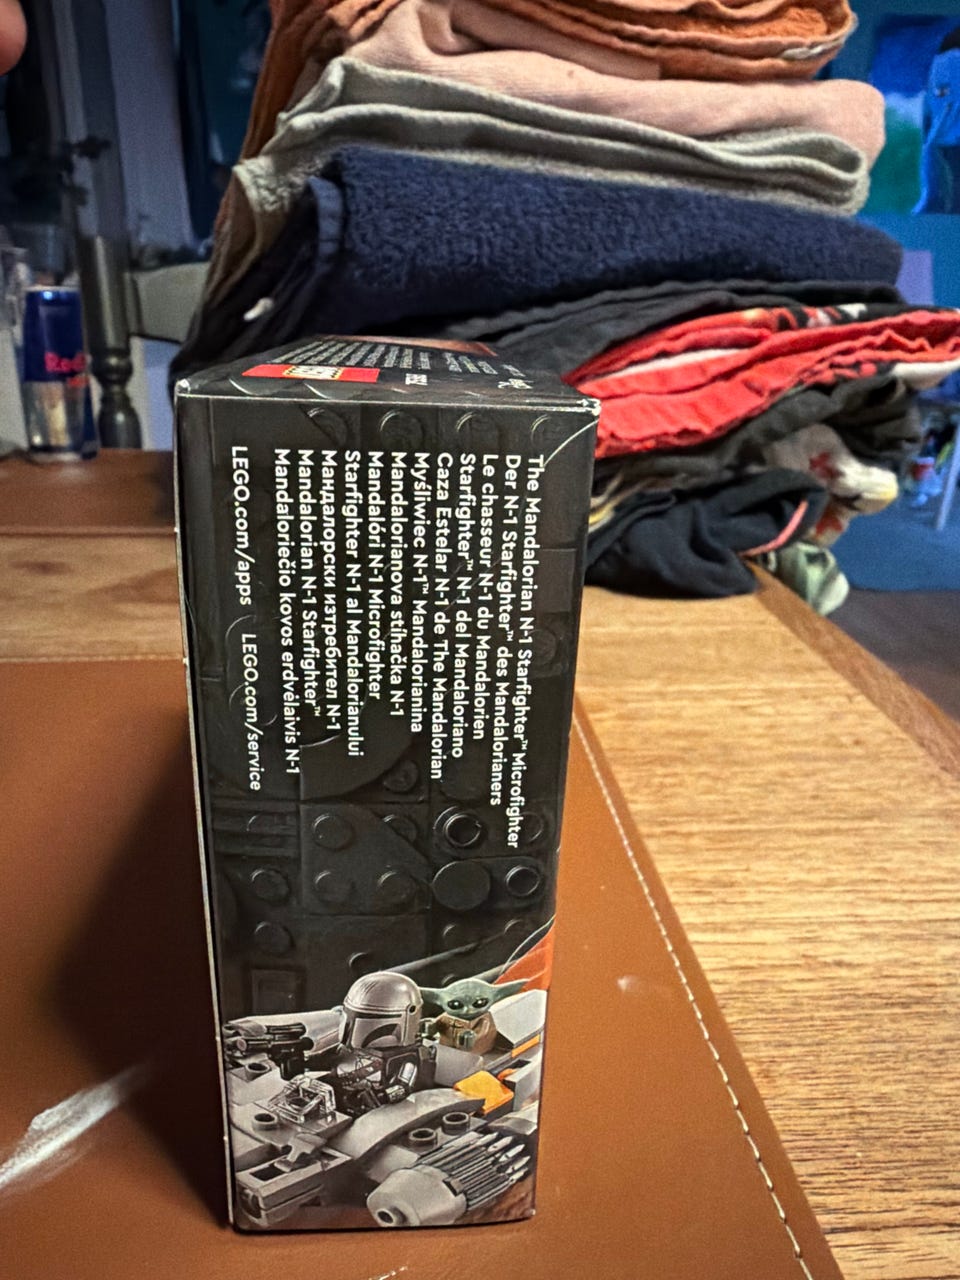 The Mandalorian N-1 Starfighter™ Microfighter
Der N-1 Starfighter™ des Mandalorianers
Le chasseur N-1 du Mandalorien
Starfighter™ N-1 del Mandaloriano
Caza Estelar N-1 de The Mandalorian
Myśliwiec N-1™ Mandalorianina
Mandalorianova stíhačka N-1
Mandalóri N-1 Microfighter
Starfighter N-1 al Mandalorianului
Мандалорски изтребител N-1
Mandalorian N-1 Starfighter™
Mandaloriečio kovos erdvėlaivis N-1
LEGO.com/apps LEGO.com/service